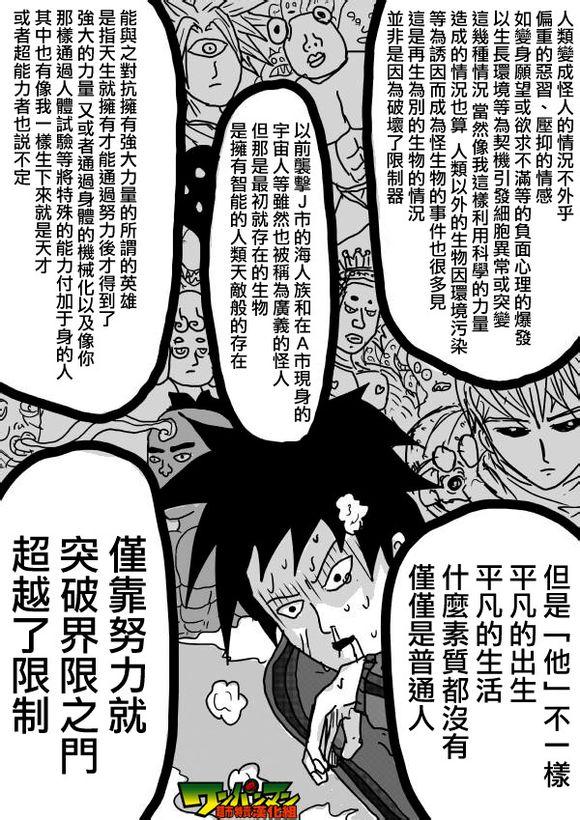 人類變成怪人的情況不外乎
偏重的惡習、壓抑的情感
如變身願望或欲求不滿等的負面心理的爆發
以生長環境等為契機引發細胞異常或突變
這幾種情況 當然像我這樣利用科學的力量
造成的情況也算 人類以外的生物因環境污染
等為誘因而成為怪生物的事件也很多見
這是再生為別的生物的情況
並非是因為破壞了限制器
以前襲擊J市的海人族和在A市現身的
宇宙人等雖然也被稱為廣義的怪人
但那是最初就存在的生物
是擁有智能的人類天敵般的存在
能與之對抗擁有強大力量的所謂的英雄
是指天生就擁有才能通過努力後才得到了
強大的力量 又或者通過身體的機械化以及像你
那樣通過人體試驗等將特殊的能力付加于身的人
其中也有像我一樣生下來就是天才
或者超能力者也說不定
但是「他」不一樣
平凡的出生
平凡的生活
什麼素質都沒有
僅僅是普通人
僅靠努力就
突破界限之門
超越了限制
ワンパンマン
漢化組